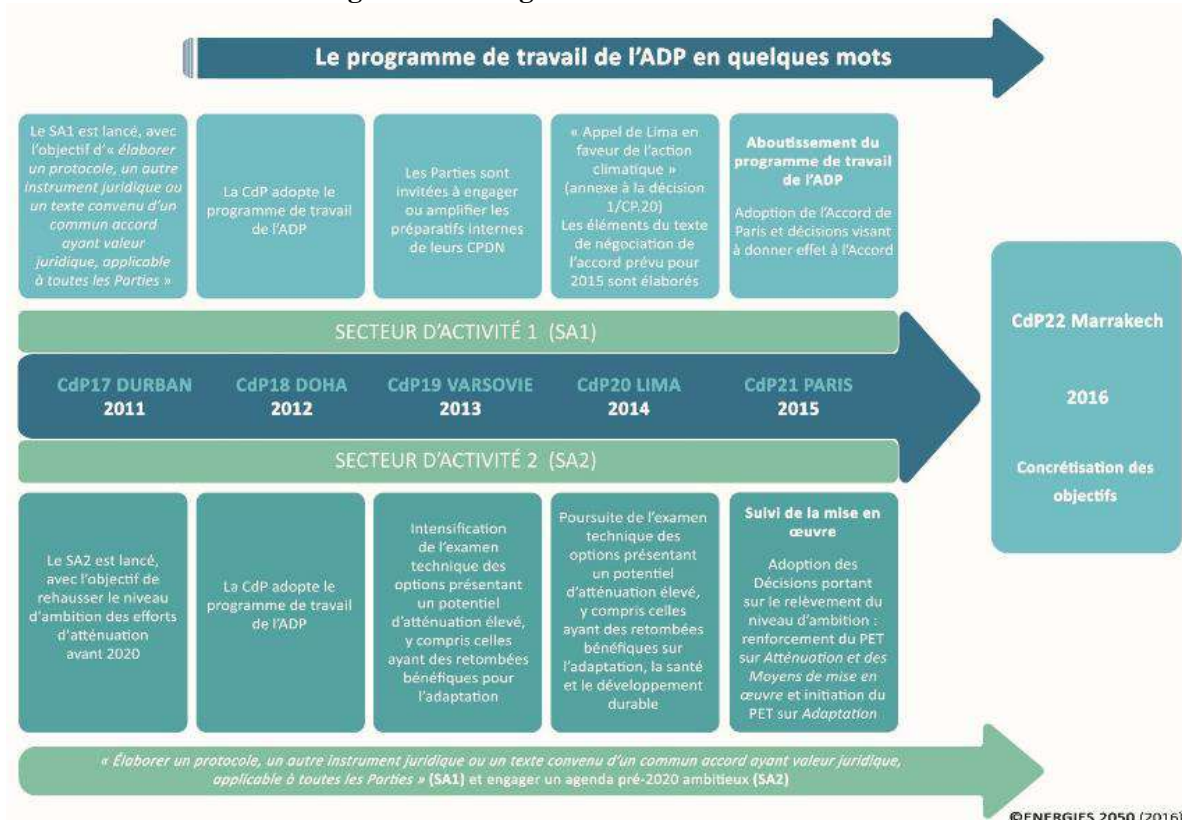 Le programme de travail de l'ADP en quelques mots
Le SA1 est lancé, avec
l'objectif d'« élaborer
un protocole, un autre
instrument juridique ou
un texte convenu d'un
commun accord
ayant valeur
juridique, applicable
à toutes les Parties »
La CdP adopte le
programme de travail
de l'ADP
Les Parties sont
invitées à engager
ou amplifier les
préparatifs internes
de leurs CPDN
« Appel de Lima en
faveur de l'action
climatique »
(annexe à la décision
1/CP.20)
Les éléments du texte
de négociation de
l'accord prévu pour
2015 sont élaborés
Aboutissement du
programme de travail
de l'ADP
Adoption de l'Accord de
Paris et décisions visant
à donner effet à l'Accord
SECTEUR D'ACTIVITÉ 1 (SA1)
CdP17 DURBAN
2011
CdP18 DOHA
2012
CdP19 VARSOVIE
2013
CdP20 LIMA
2014
CdP21 PARIS
2015
CdP22 Marrakech
2016
Concrétisation des
objectifs
SECTEUR D'ACTIVITÉ 2 (SA2)
Le SA2 est lancé,
avec l'objectif de
rehausser le niveau
d'ambition des efforts
d'atténuation
avant 2020
La CdP adopte le
programme de travail
de l'ADP
Intensification
de l'examen
technique des
options présentant
un potentiel
d'atténuation élevé,
y compris celles
ayant des retombées
bénéfiques pour
l'adaptation
Poursuite de l'examen
technique des
options présentant
un potentiel
d'atténuation élevé,
y compris celles
ayant des retombées
bénéfiques sur
l'adaptation, la santé
et le développement
durable
Suivi de la mise en
œuvre
Adoption des
Décisions portant
sur le relèvement du
niveau d'ambition :
renforcement du PET
sur Atténuation et des
Moyens de mise en
œuvre et initiation du
PET sur Adaptation
« Élaborer un protocole, un autre instrument juridique ou un texte convenu d'un commun accord ayant valeur juridique,
applicable à toutes les Parties » (SA1) et engager un agenda pré-2020 ambitieux (SA2)
©ENERGIES 2050 (2016)